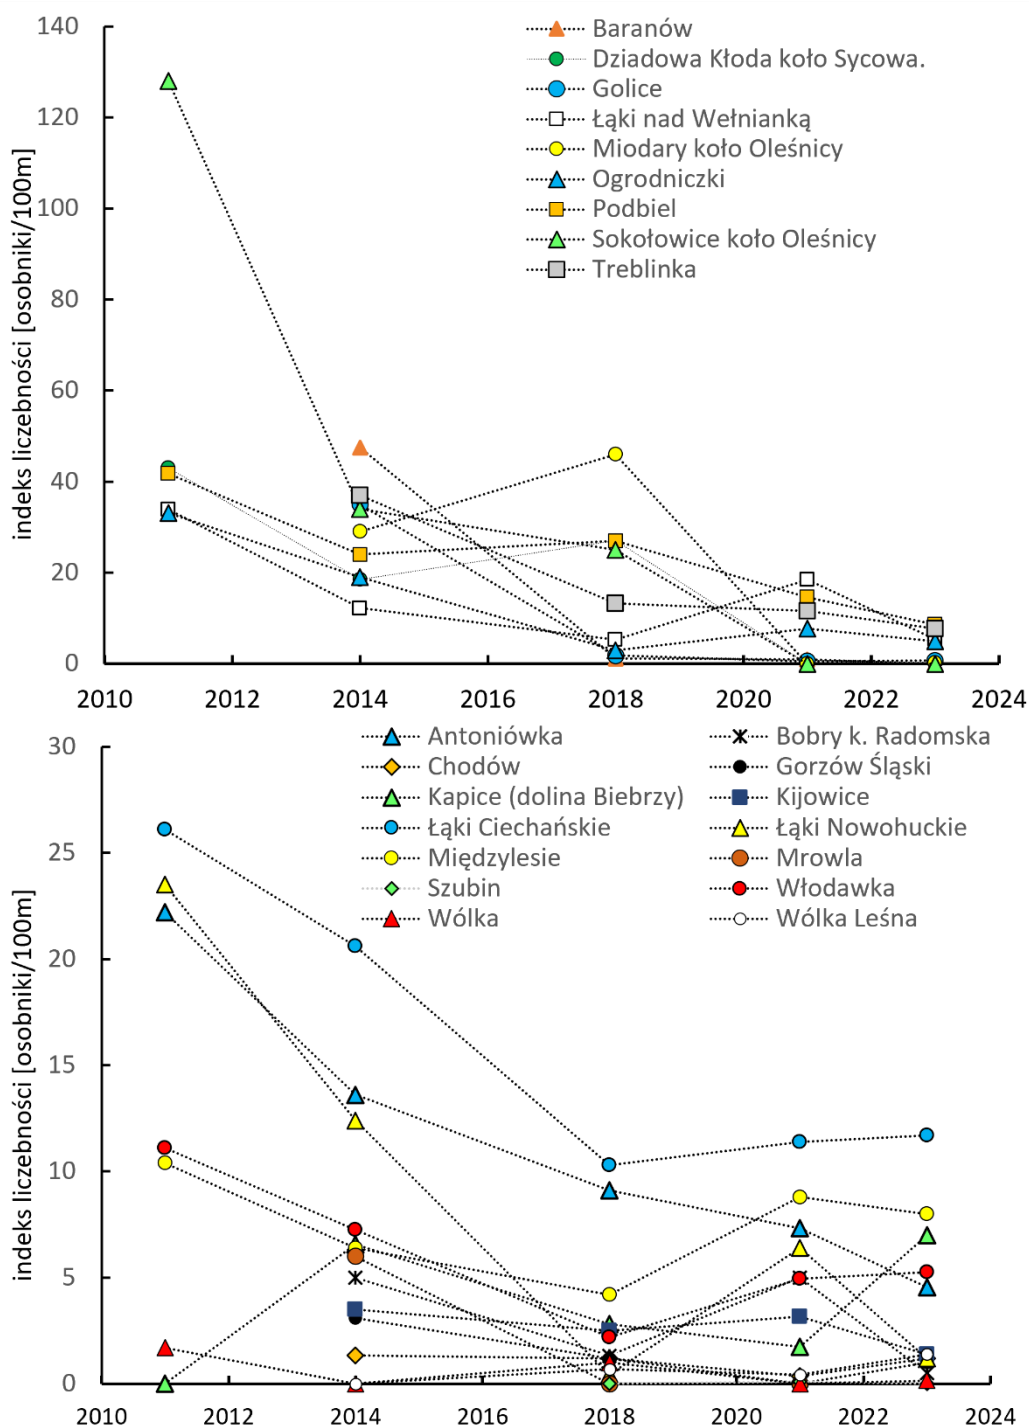 140
120
100
80
60
40
20
0
indeks liczebności [osobniki/100m]
Baranów
Dziadowa Kłoda koło Sycowa.
Golice
Łąki nad Wełnianką
Miodary koło Oleśnicy
Ogrodniczki
Podbiel
Sokołowice koło Oleśnicy
Treblinka
2010 2012 2014 2016 2018 2020 2022 2024
30
25
20
15
10
5
0
indeks liczebności [osobniki/100m]
Antoniówka Bobry k. Radomska
Chodów Gorzów Śląski
Kapice (dolina Biebrzy) Kijowice
Łąki Ciechańskie Łąki Nowohuckie
Międzylesie Mrowla
Szubin Włodawka
Wólka Wólka Leśna
2010 2012 2014 2016 2018 2020 2022 2024